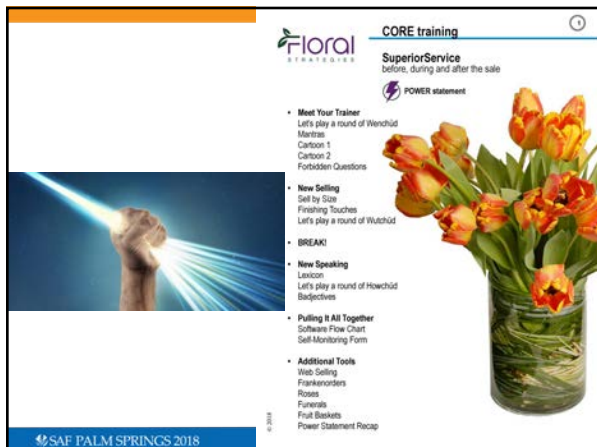 Floral
STRATEGIES
CORE training
1
SuperiorService
before, during and after the sale
POWER statement
• Meet Your Trainer
Let's play a round of Wenchüd
Mantras
Cartoon 1
Cartoon 2
Forbidden Questions
• New Selling
Sell by Size
Finishing Touches
Let's play a round of Wutchüd
• BREAK!
• New Speaking
Lexicon
Let's play a round of Howchüd
Badjectives
• Pulling It All Together
Software Flow Chart
Self-Monitoring Form
• Additional Tools
Web Selling
Frankenorders
Roses
Funerals
Fruit Baskets
Power Statement Recap
© 2018
SAF PALM SPRINGS 2018